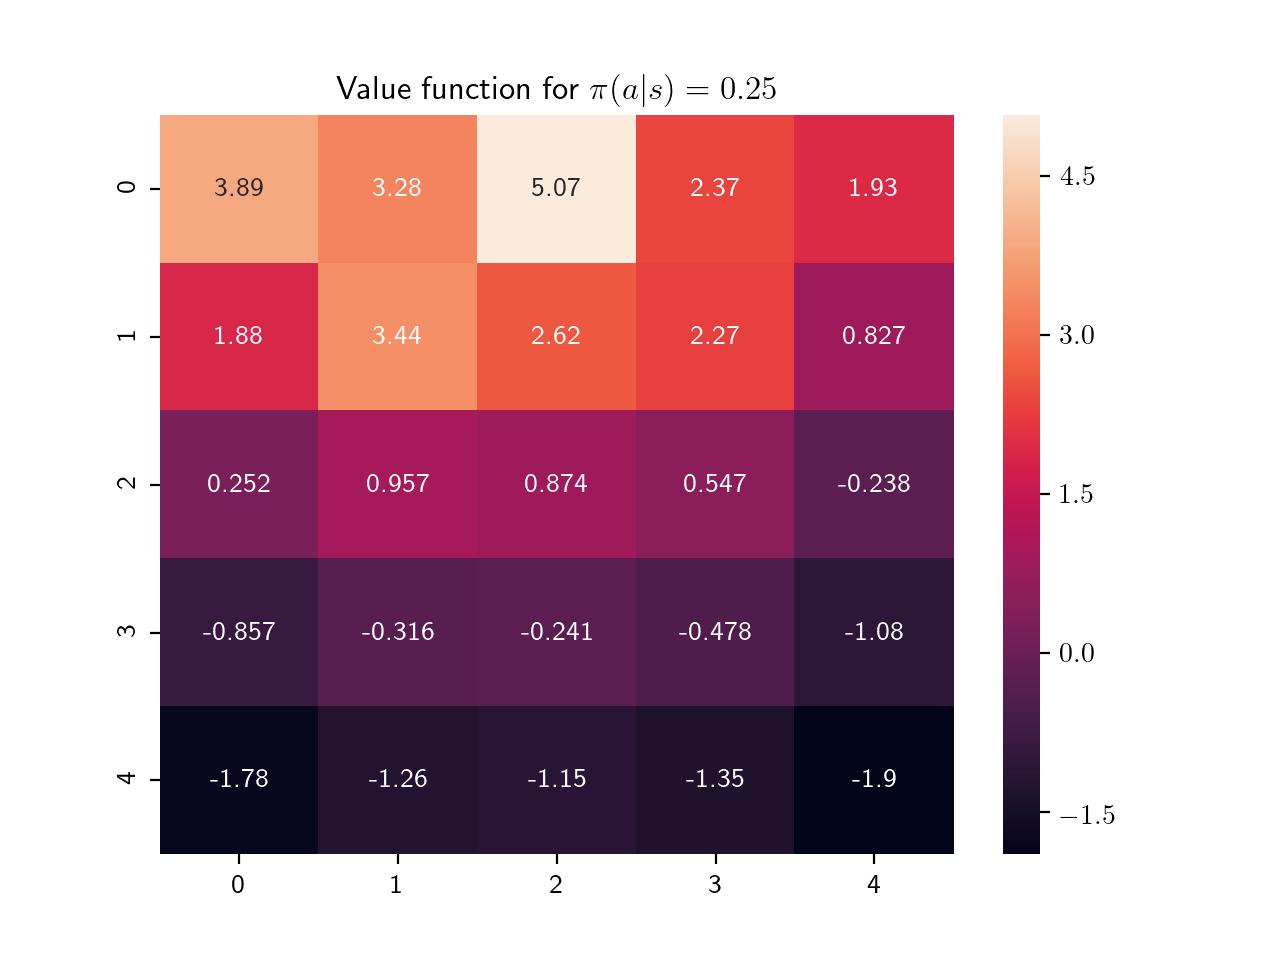 Value function for π(a|s) = 0.25
0 3.89 3.28 5.07 2.37 1.93 4.5
1 1.88 3.44 2.62 2.27 0.827 3.0
2 0.252 0.957 0.874 0.547 -0.238 1.5
3 -0.857 -0.316 -0.241 -0.478 -1.08 0.0
4 -1.78 -1.26 -1.15 -1.35 -1.9 −1.5
0 1 2 3 4